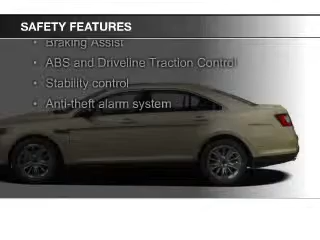 SAFETY FEATURES
• Braking Assist
• ABS and Driveline Traction Control
• Stability control
• Anti-theft alarm system